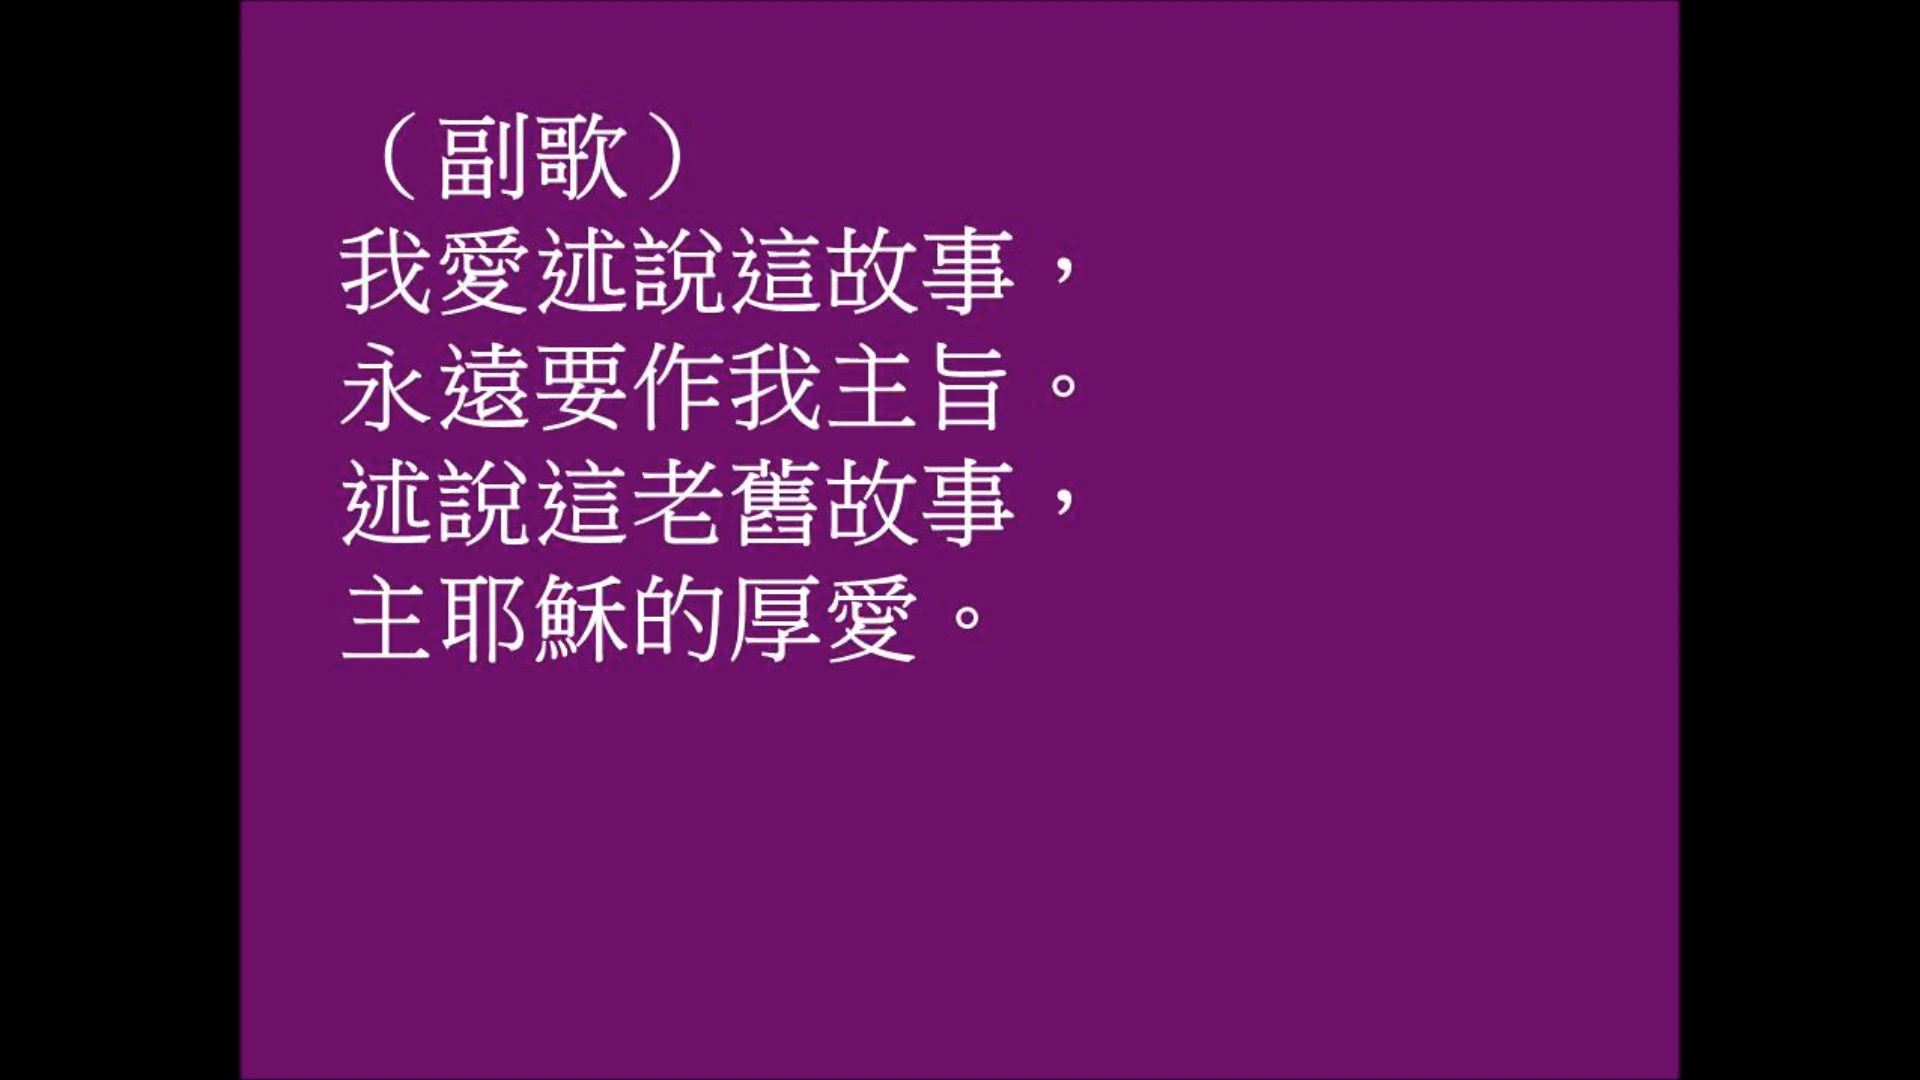 （副歌）
我愛述說這故事，
永遠要作我主旨。
述說這老舊故事，
主耶穌的厚愛。